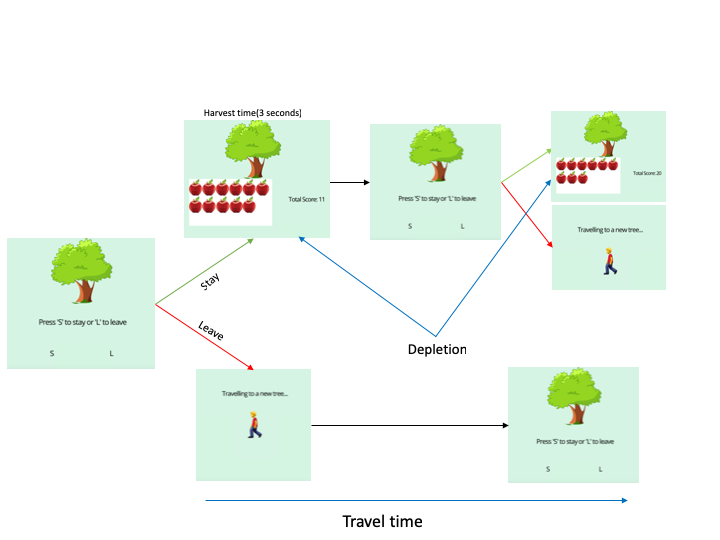 Harvest time(3 seconds)
Total Score: 11
Press 'S' to stay or 'L' to leave
S L
Total Score: 20
Travelling to a new tree...
Press 'S' to stay or 'L' to leave
S L
Stay
Leave
Depletion
Travelling to a new tree...
Press 'S' to stay or 'L' to leave
S L
Travel time